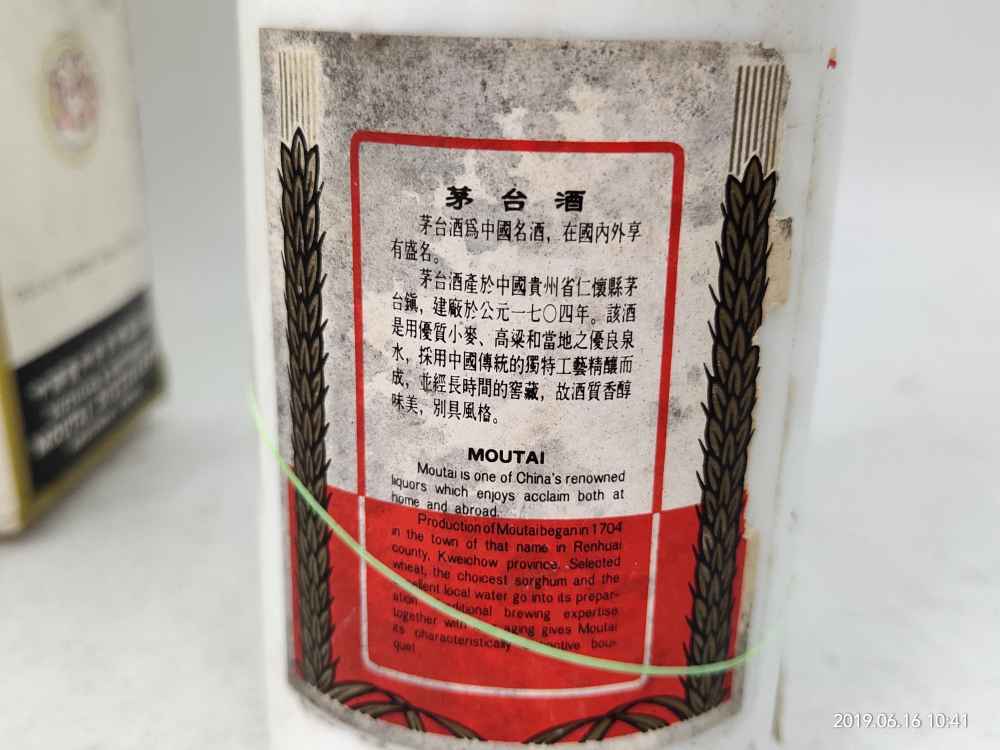 茅台酒
茅台酒爲中國名酒，在國內外享
有盛名。
茅台酒產於中國貴州省仁懷縣茅
台鎭，建廠於公元一七〇四年。該酒
是用優質小麥、高粱和當地之優良泉
水，採用中國傳統的獨特工藝精釀而
成，並經長時間的窖藏，故酒質香醇
味美，別具風格。
MOUTAI
Moutai is one of China's renowned
liquors which enjoys acclaim both at
home and abroad.
Production of Moutai began in 1704
in the town of that name in Renhuai
county, Kweichow province. Selected
wheat, the choicest sorghum and the
local water go into its prepar-
ation. brewing expertise
together with aging gives Moutai
its characteristically bou-
quet
2019.06.16 10:41